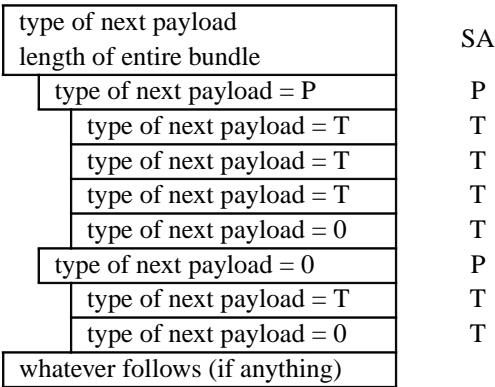 type of next payload
length of entire bundle SA
type of next payload = P P
type of next payload = T T
type of next payload = T T
type of next payload = T T
type of next payload = 0 T
type of next payload = 0 P
type of next payload = T T
type of next payload = 0 T
whatever follows (if anything)